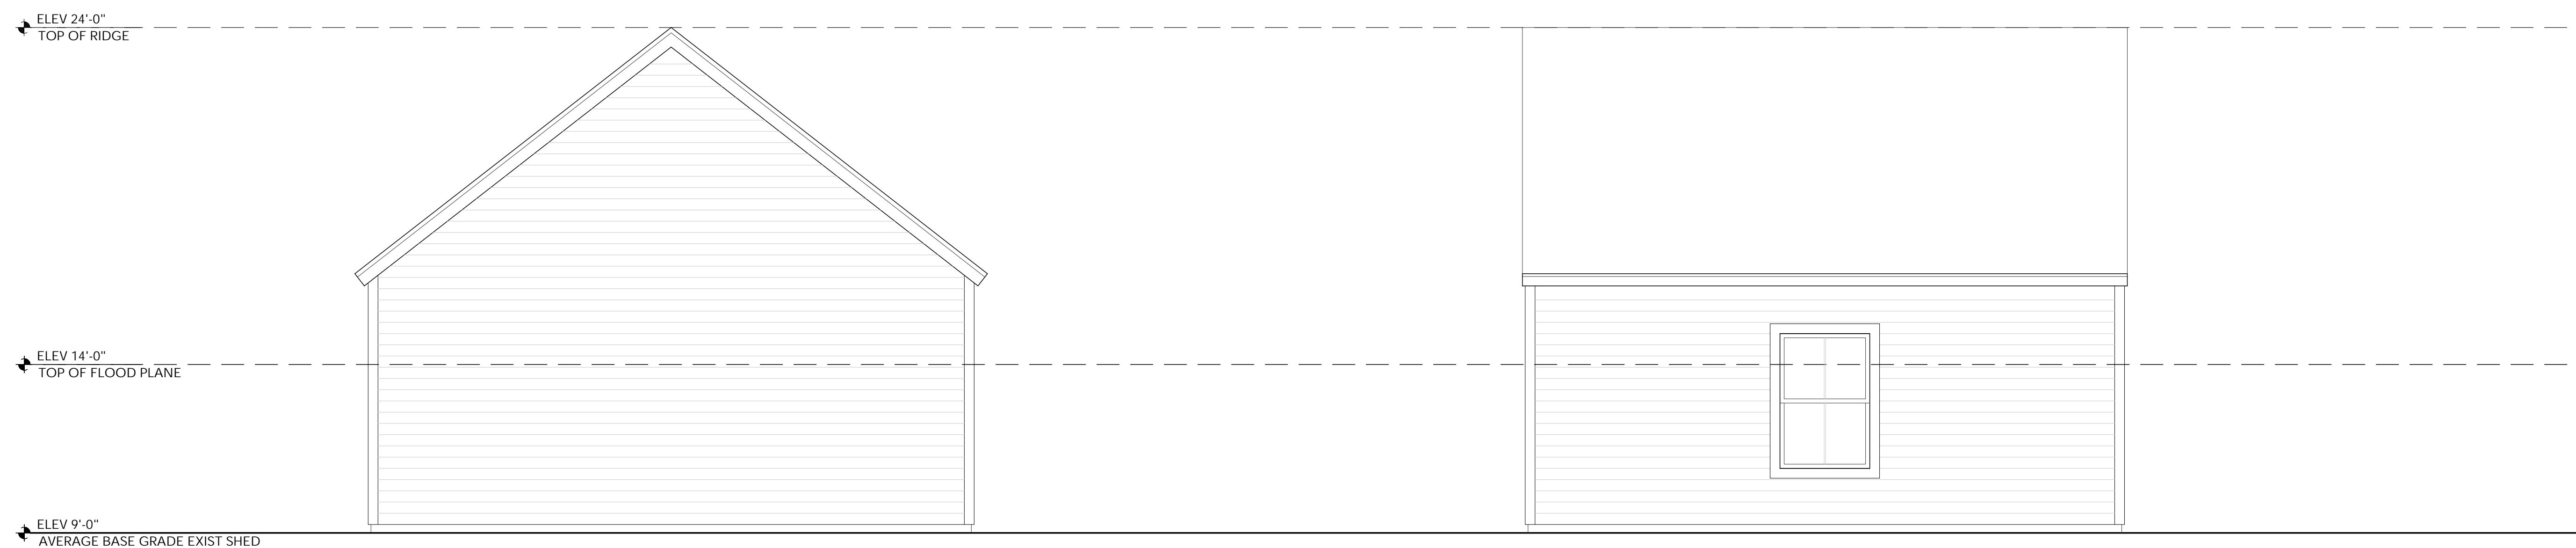 ELEV 24'-0"
TOP OF RIDGE
ELEV 14'-0"
TOP OF FLOOD PLANE
ELEV 9'-0"
AVERAGE BASE GRADE EXIST SHED